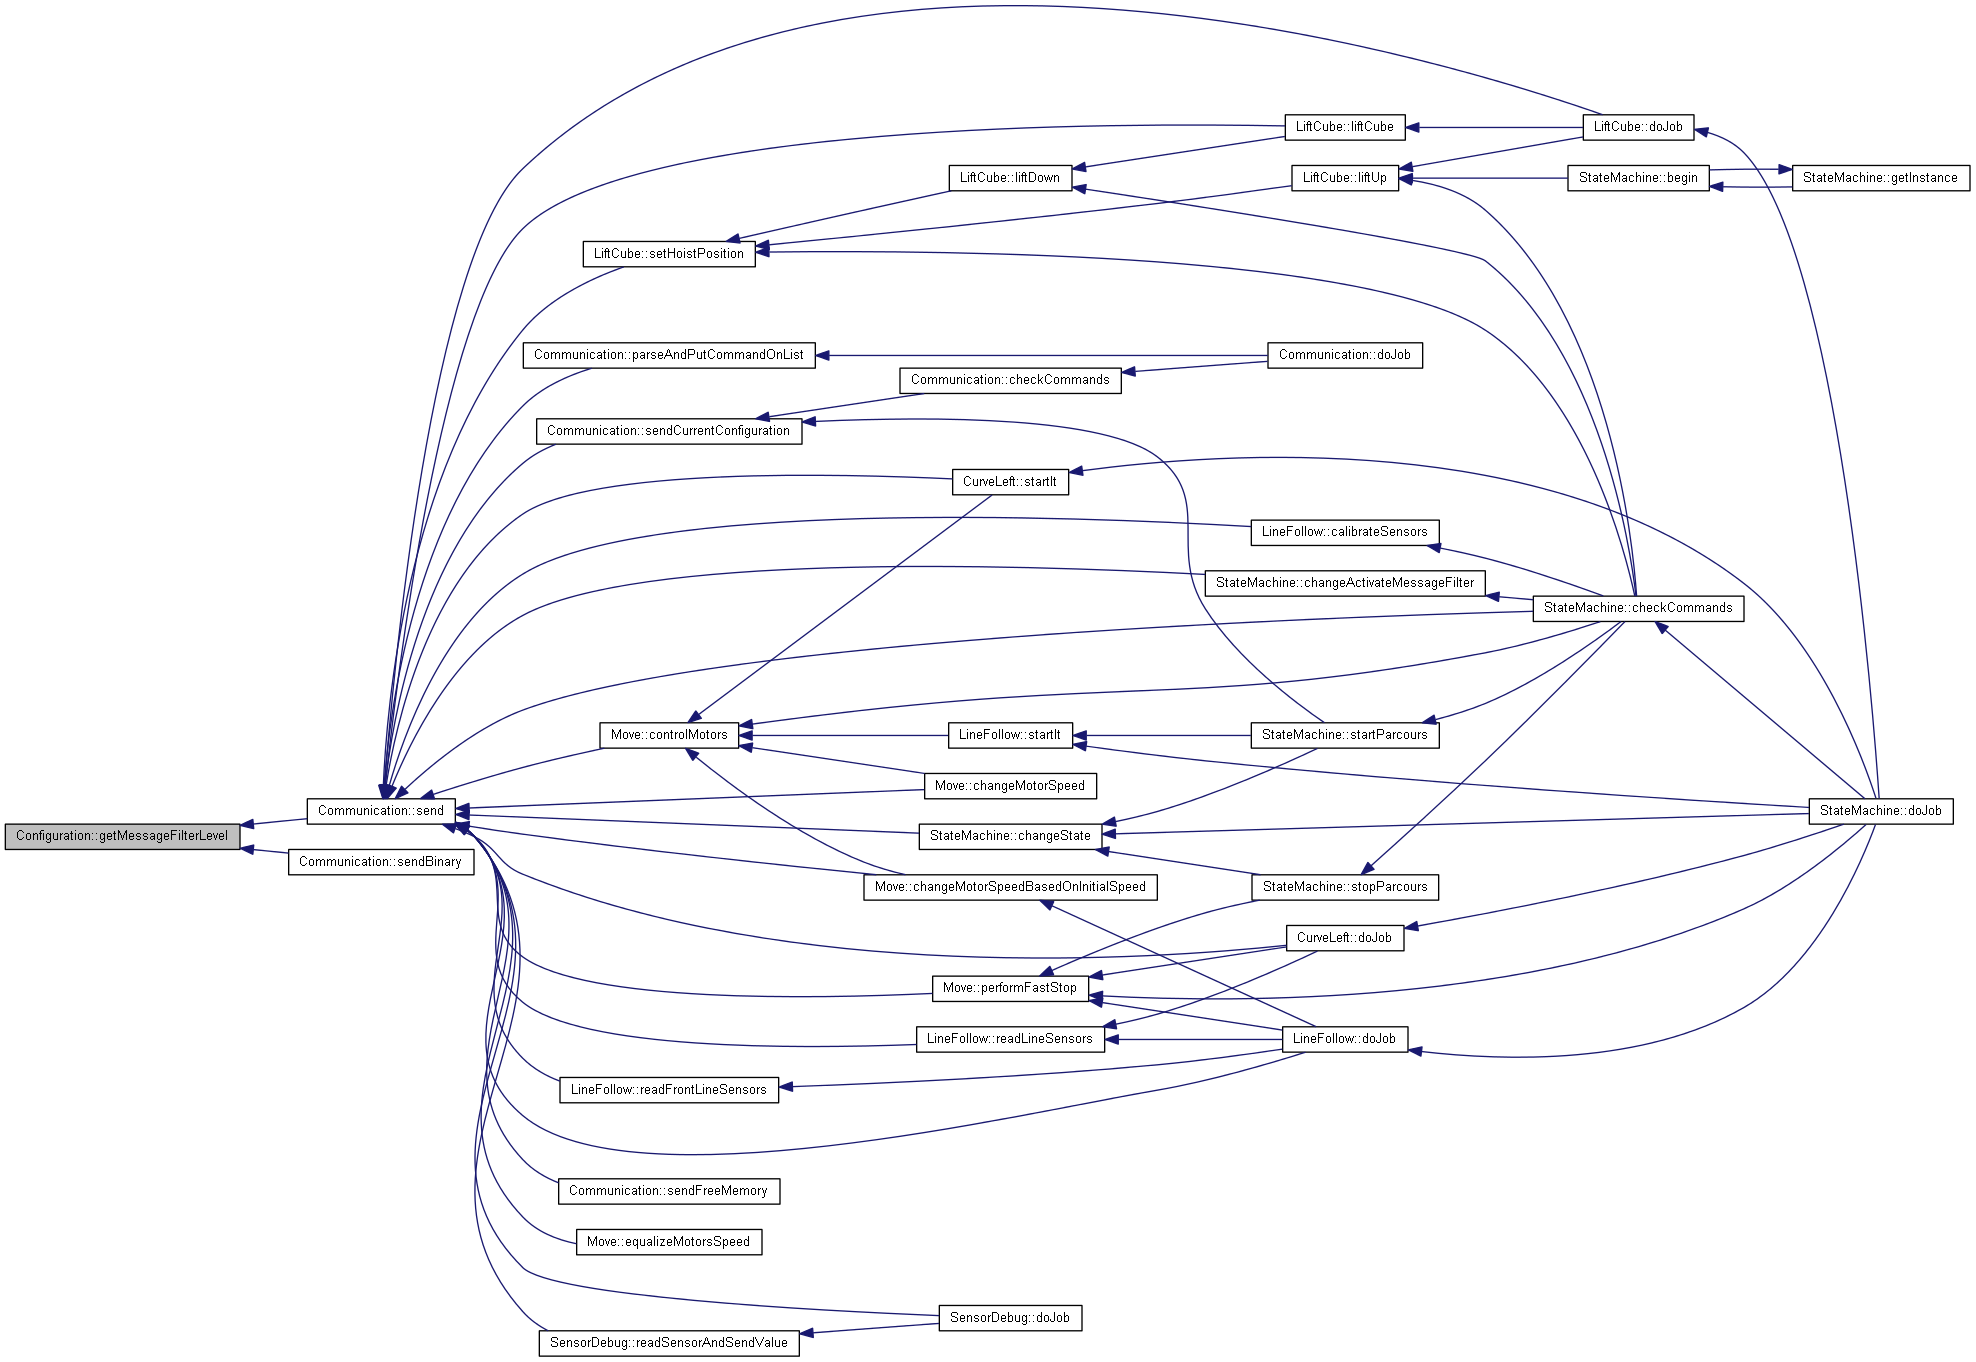 LiftCube::liftCube
LiftCube::doJob
LiftCube::liftDown
LiftCube::liftUp
StateMachine::begin
StateMachine::getInstance
LiftCube::setHoistPosition
Communication::parseAndPutCommandOnList
Communication::doJob
Communication::checkCommands
Communication::sendCurrentConfiguration
CurveLeft::startIt
LineFollow::calibrateSensors
StateMachine::changeActivateMessageFilter
StateMachine::checkCommands
Move::controlMotors
LineFollow::startIt
StateMachine::startParcours
Move::changeMotorSpeed
Communication::send
StateMachine::doJob
Configuration::getMessageFilterLevel
StateMachine::changeState
Communication::sendBinary
Move::changeMotorSpeedBasedOnInitialSpeed
StateMachine::stopParcours
CurveLeft::doJob
Move::performFastStop
LineFollow::readLineSensors
LineFollow::doJob
LineFollow::readFrontLineSensors
Communication::sendFreeMemory
Move::equalizeMotorsSpeed
SensorDebug::doJob
SensorDebug::readSensorAndSendValue